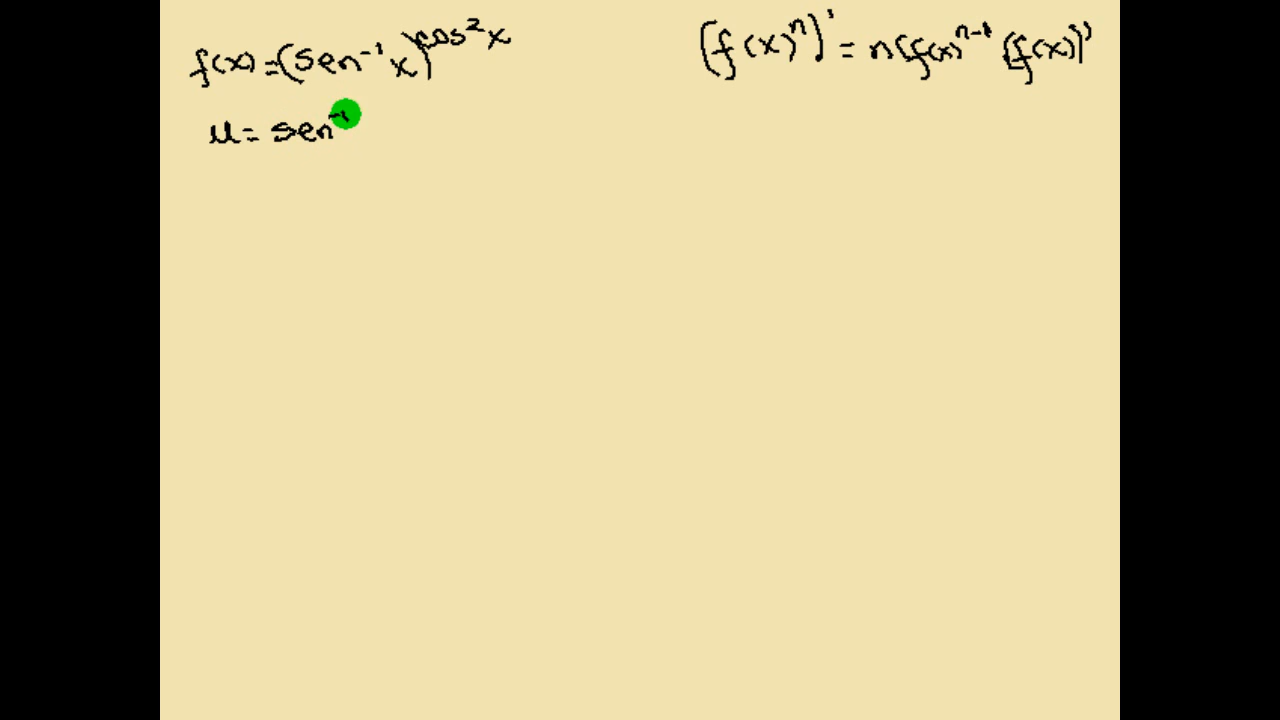 f(x) = (sen⁻¹ x)^cos² x
u = sen⁻¹
(f(x)ⁿ)' = n(f(x)ⁿ⁻¹ (f(x))'